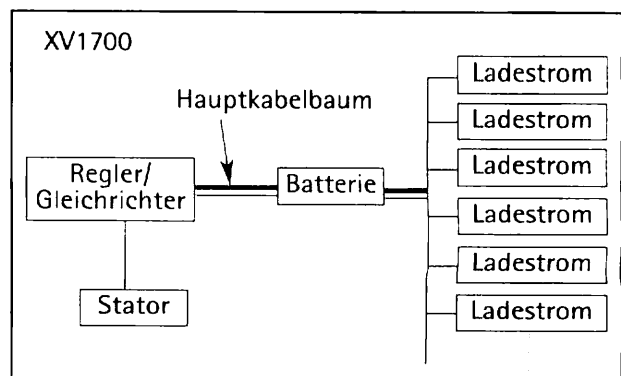 XV1700
Hauptkabelbaum
Regler/
Gleichrichter
Batterie
Stator
Ladestrom
Ladestrom
Ladestrom
Ladestrom
Ladestrom
Ladestrom